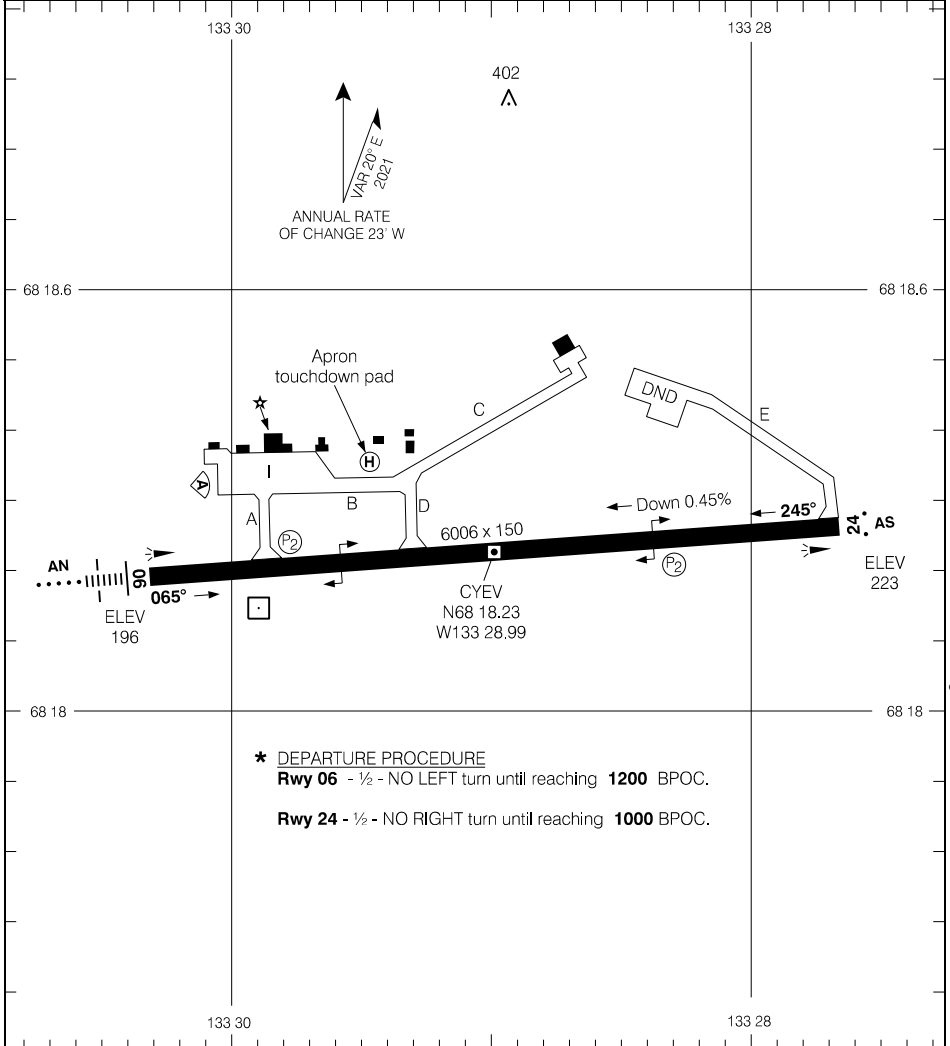 133 30
133 28
402
VAR 20° E
2021
ANNUAL RATE
OF CHANGE 23' W
68 18.6
68 18.6
Apron
touchdown pad
DND
C
E
H
A
B
A
D
Down 0.45%
6006 x 150
245°
24
AS
P2
P2
AN
06
065°
ELEV
196
CYEV
N68 18.23
W133 28.99
ELEV
223
68 18
68 18
* DEPARTURE PROCEDURE
Rwy 06 - ½ - NO LEFT turn until reaching 1200 BPOC.
Rwy 24 - ½ - NO RIGHT turn until reaching 1000 BPOC.
133 30
133 28